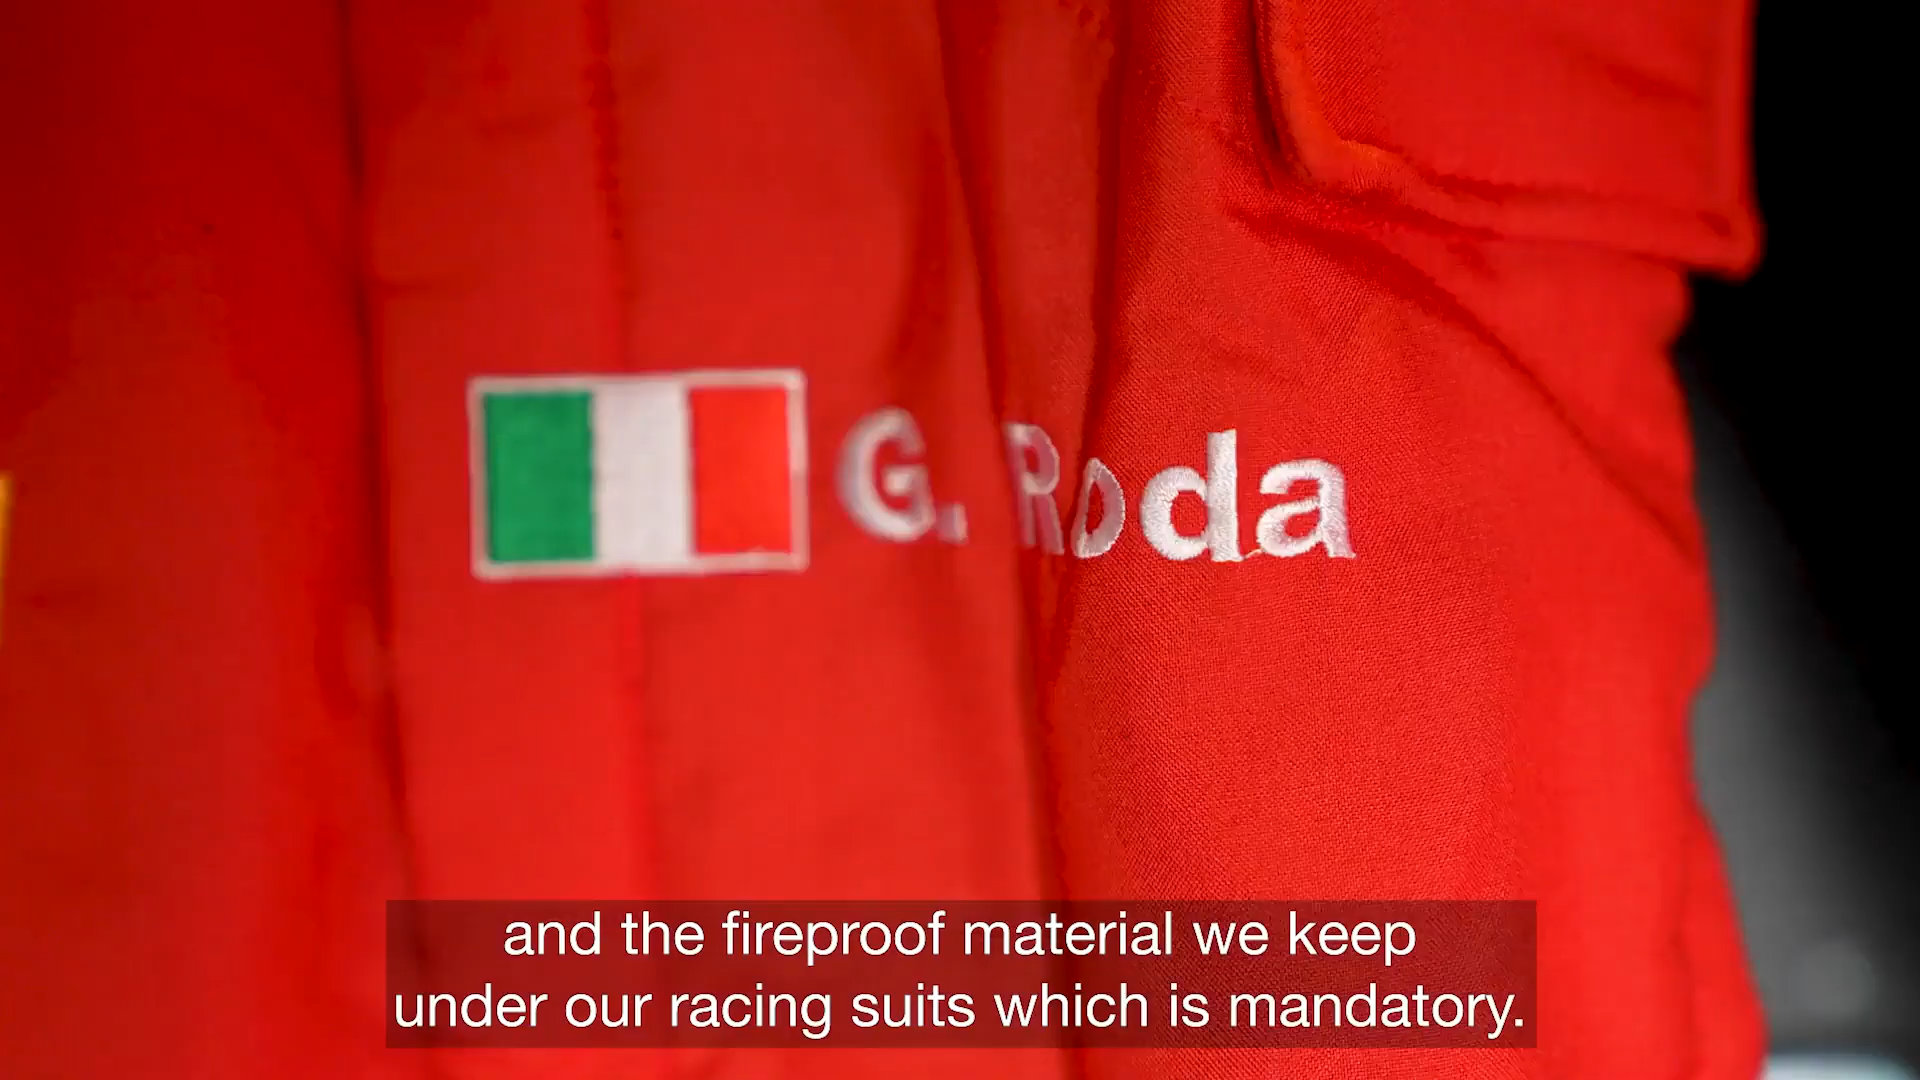 G. Roda
and the fireproof material we keep
under our racing suits which is mandatory.